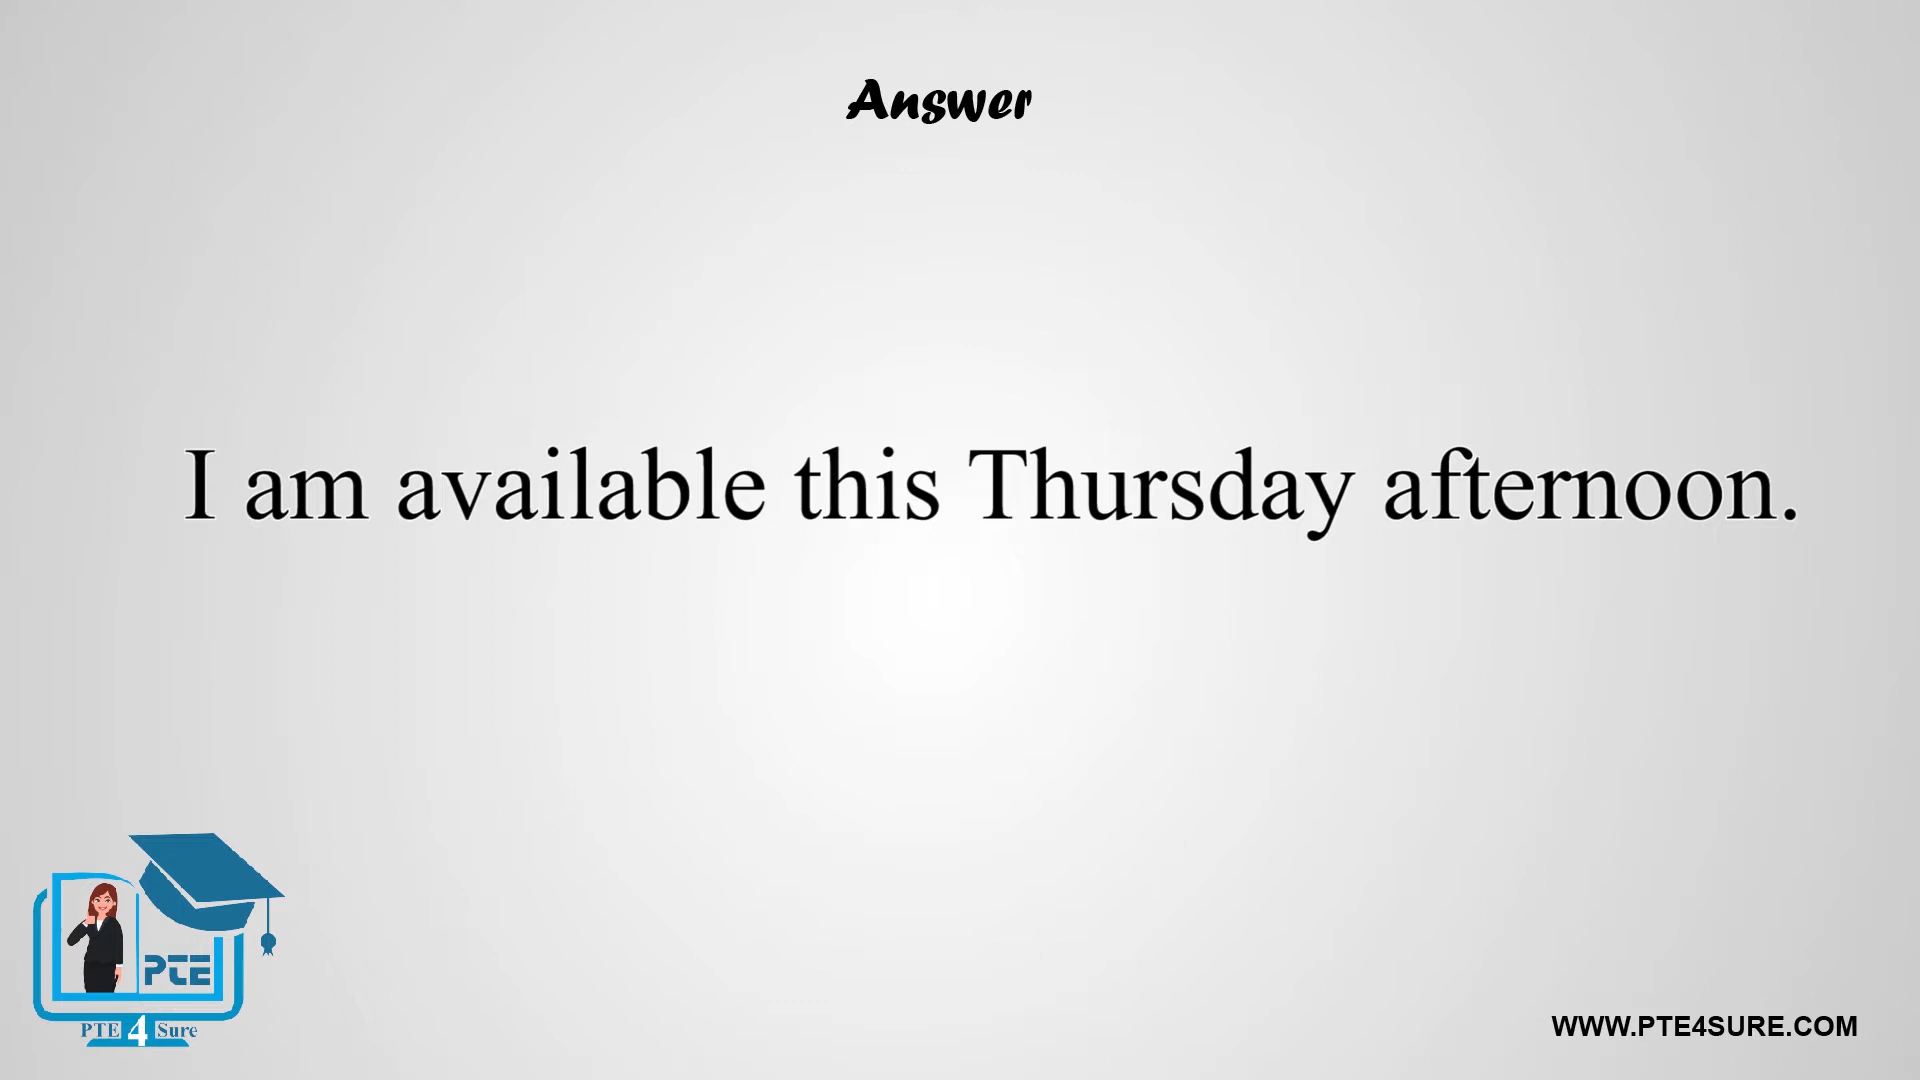 Answer
I am available this Thursday afternoon.
PTE
PTE 4 Sure
WWW.PTE4SURE.COM